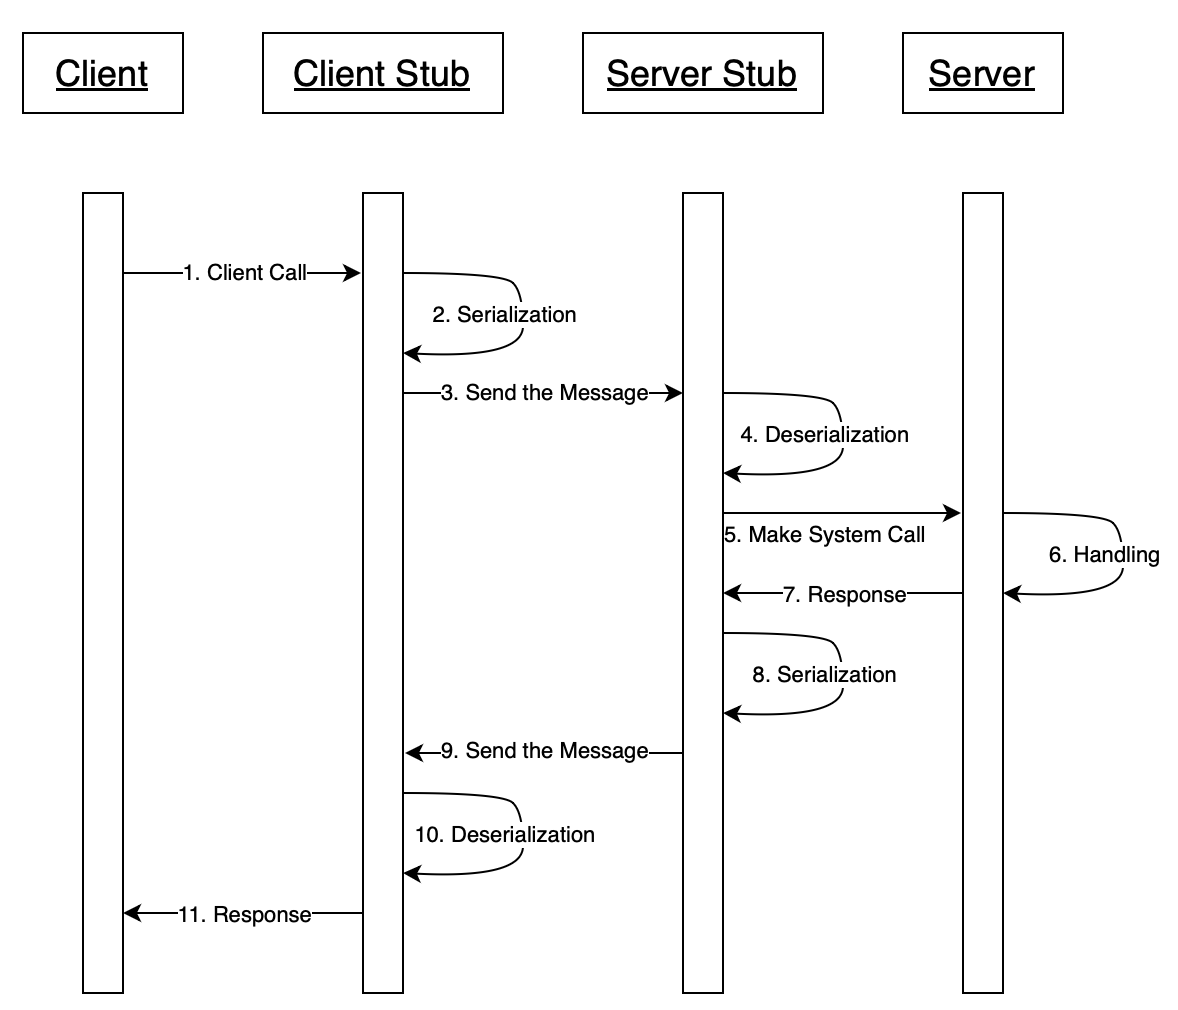 Client
Client Stub
Server Stub
Server
1. Client Call
2. Serialization
3. Send the Message
4. Deserialization
5. Make System Call
6. Handling
7. Response
8. Serialization
9. Send the Message
10. Deserialization
11. Response